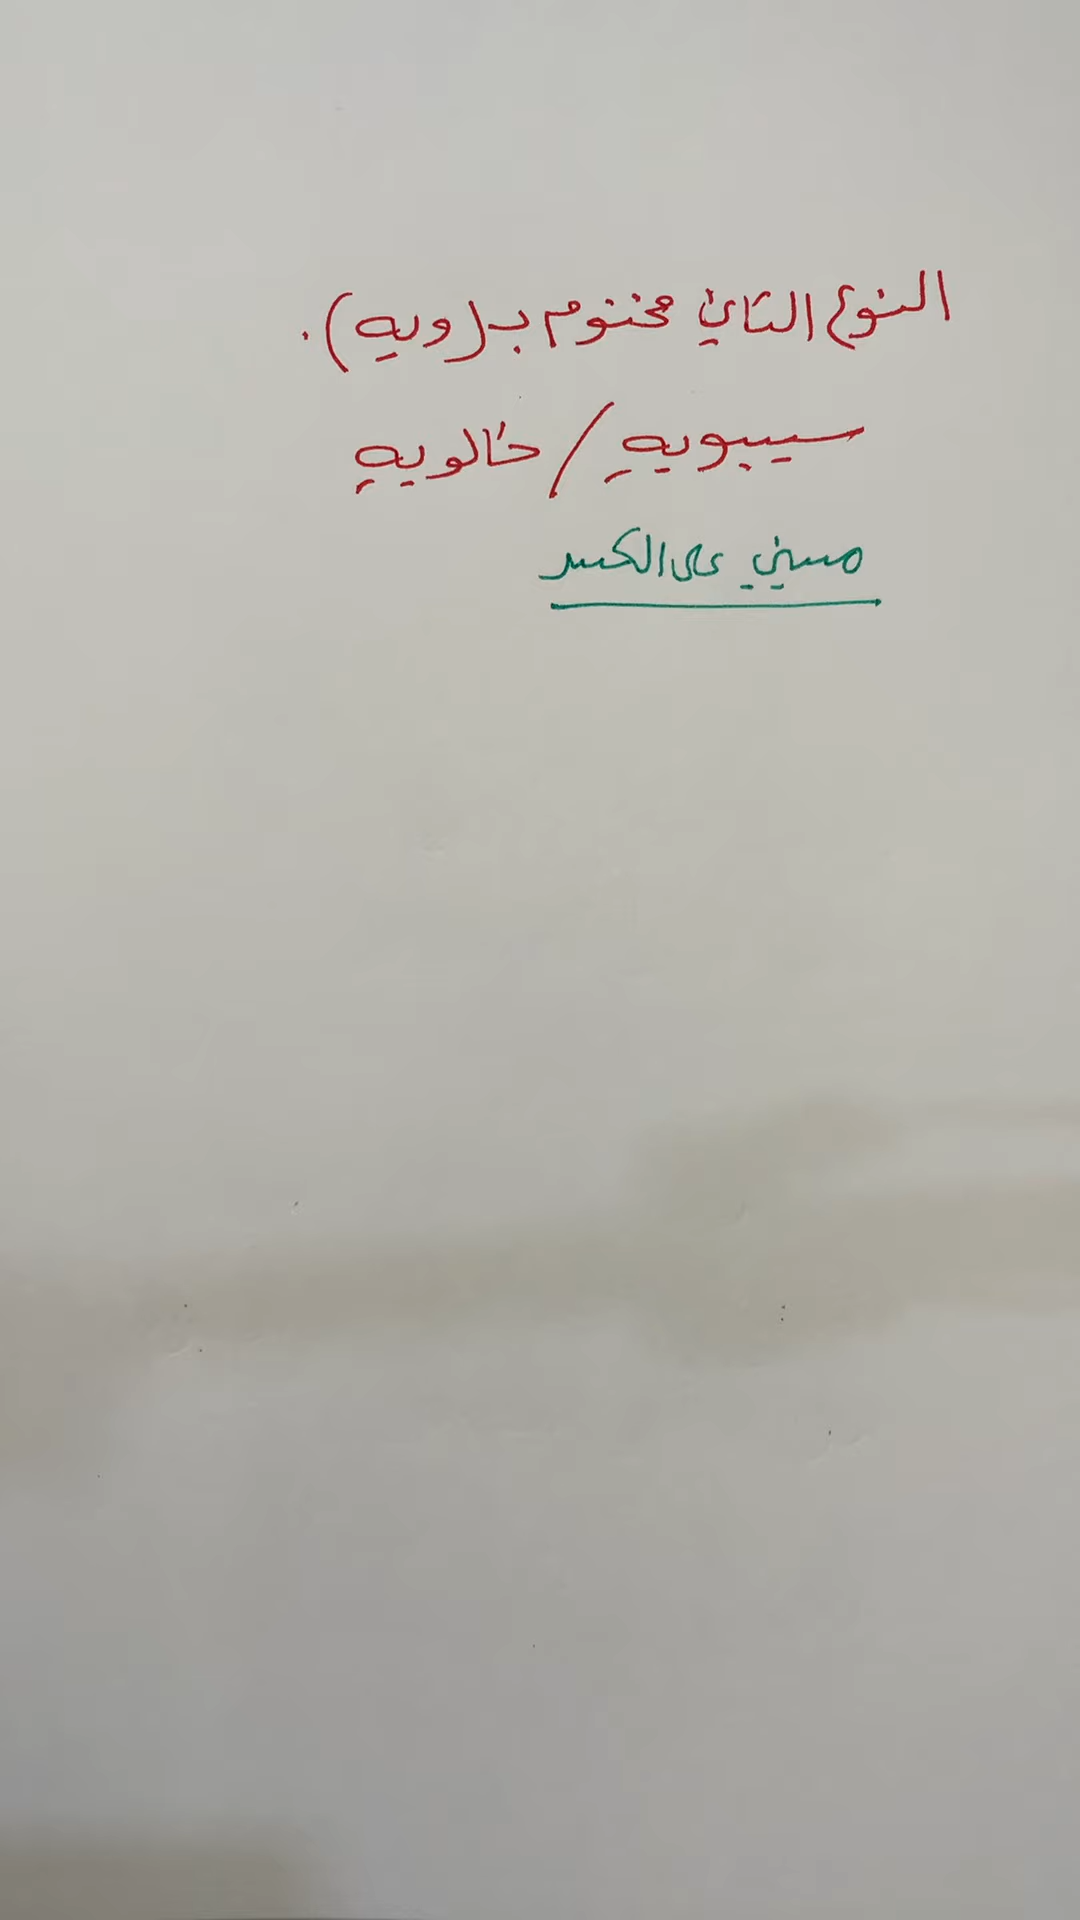 النوع الثاني مختوم بـ (ويهِ).
سيبويهِ / خالويهِ
مبني على الكسر